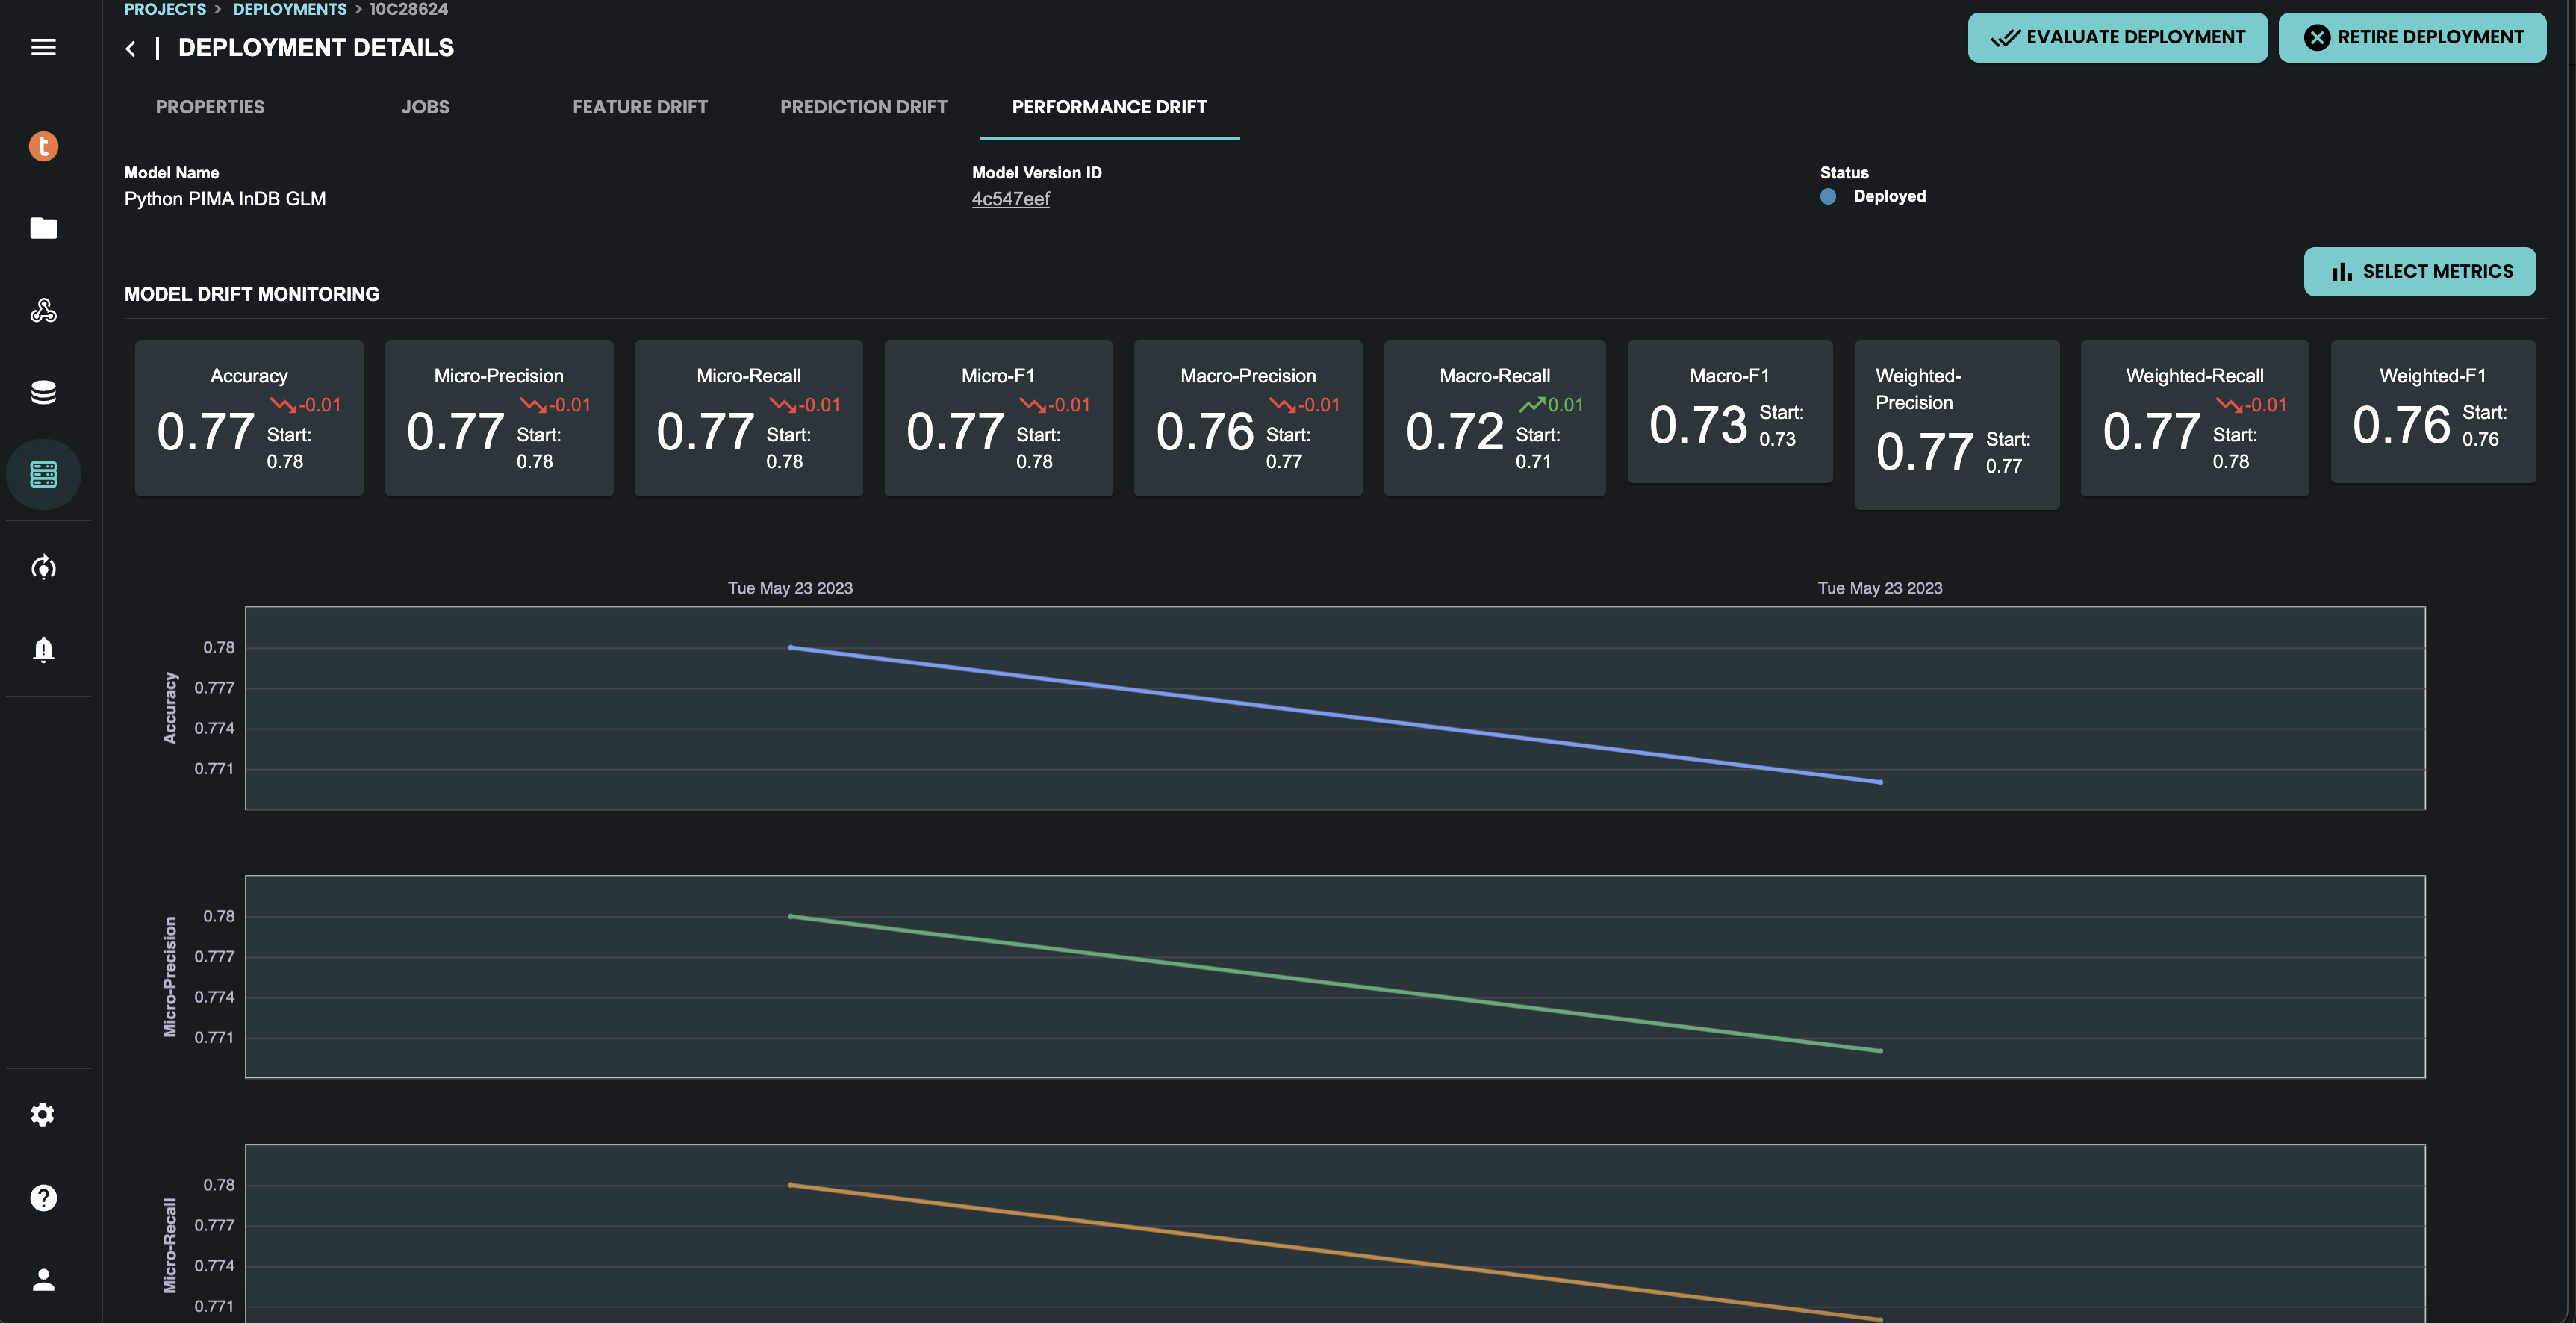 PROJECTS > DEPLOYMENTS > 10C28624
DEPLOYMENT DETAILS
EVALUATE DEPLOYMENT
RETIRE DEPLOYMENT
PROPERTIES
JOBS
FEATURE DRIFT
PREDICTION DRIFT
PERFORMANCE DRIFT
Model Name
Python PIMA InDB GLM
Model Version ID
4c547eef
Status
Deployed
SELECT METRICS
MODEL DRIFT MONITORING
Accuracy
0.77
-0.01
Start:
0.78
Micro-Precision
0.77
-0.01
Start:
0.78
Micro-Recall
0.77
-0.01
Start:
0.78
Micro-F1
0.77
-0.01
Start:
0.78
Macro-Precision
0.76
-0.01
Start:
0.77
Macro-Recall
0.72
0.01
Start:
0.71
Macro-F1
0.73
Start:
0.73
Weighted-
Precision
0.77
Start:
0.77
Weighted-Recall
0.77
-0.01
Start:
0.78
Weighted-F1
0.76
Start:
0.76
Tue May 23 2023
Tue May 23 2023
Accuracy
0.78
0.777
0.774
0.771
Micro-Precision
0.78
0.777
0.774
0.771
Micro-Recall
0.78
0.777
0.774
0.771
t